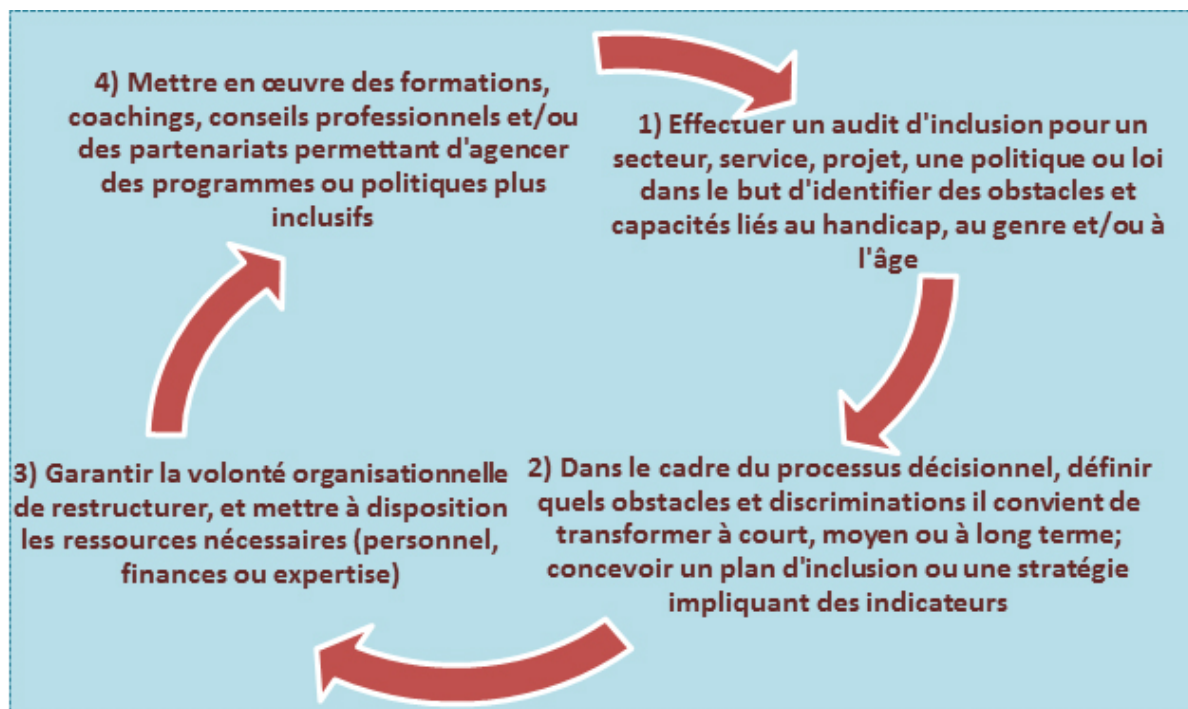 4) Mettre en œuvre des formations,
coachings, conseils professionnels et/ou
des partenariats permettant d'agencer
des programmes ou politiques plus
inclusifs
1) Effectuer un audit d'inclusion pour un
secteur, service, projet, une politique ou loi
dans le but d'identifier des obstacles et
capacités liés au handicap, au genre et/ou à
l'âge
3) Garantir la volonté organisationnelle
de restructurer, et mettre à disposition
les ressources nécessaires (personnel,
finances ou expertise)
2) Dans le cadre du processus décisionnel, définir
quels obstacles et discriminations il convient de
transformer à court, moyen ou à long terme;
concevoir un plan d'inclusion ou une stratégie
impliquant des indicateurs